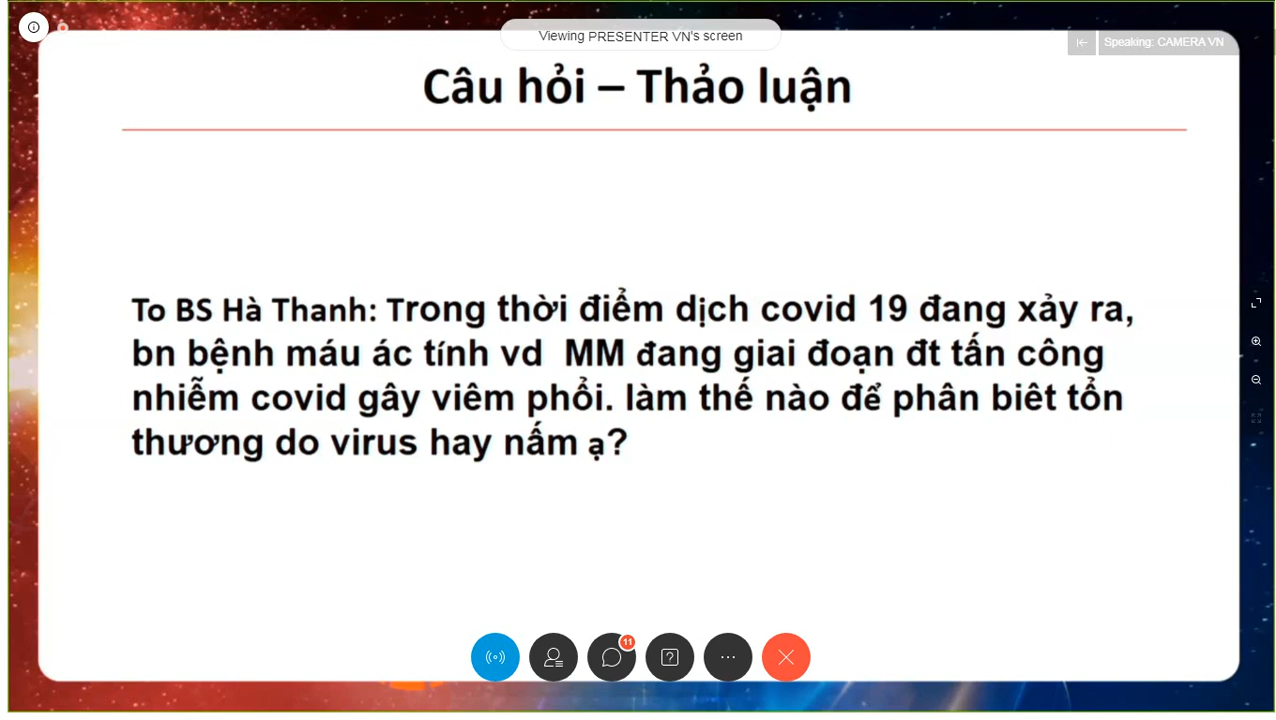 Viewing PRESENTER VN's screen
Speaking: CAMERA VN
Câu hỏi – Thảo luận
To BS Hà Thanh: Trong thời điểm dịch covid 19 đang xảy ra,
bn bệnh máu ác tính vd MM đang giai đoạn đt tấn công
nhiễm covid gây viêm phổi. làm thế nào để phân biêt tổn
thương do virus hay nấm ạ?
11